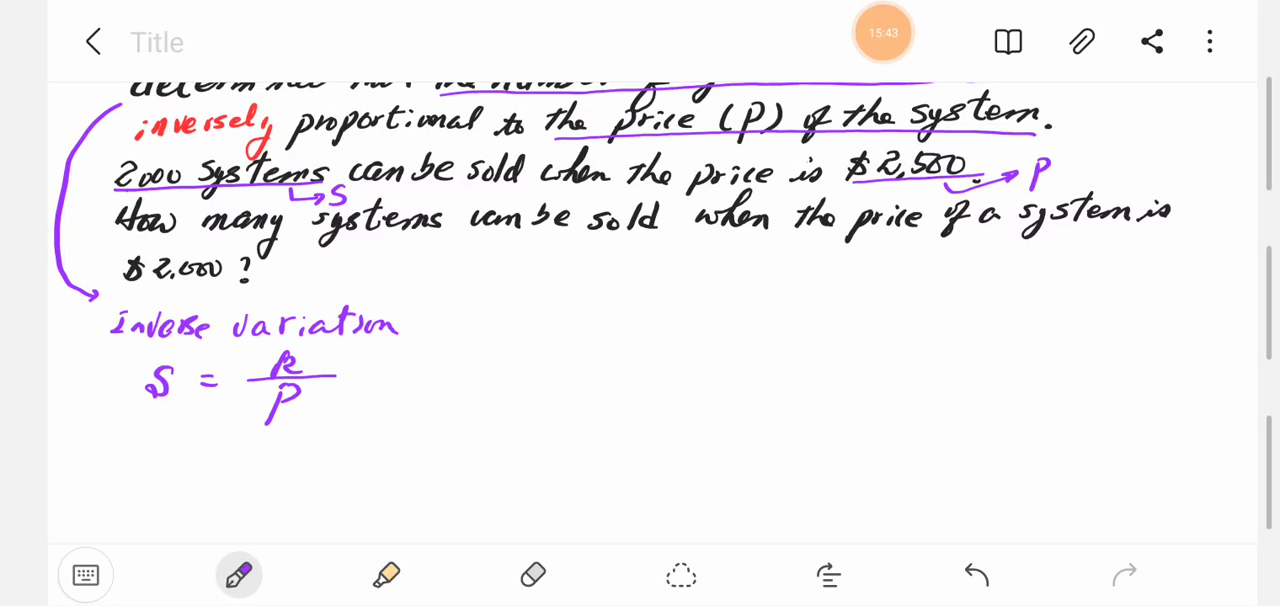 Title
15:43
the number
inversely proportional to the price (P) of the system.
2000 systems can be sold when the price is $2,500. P
S
How many systems can be sold when the price of a system is
$2,000?
Inverse variation
S = k/P